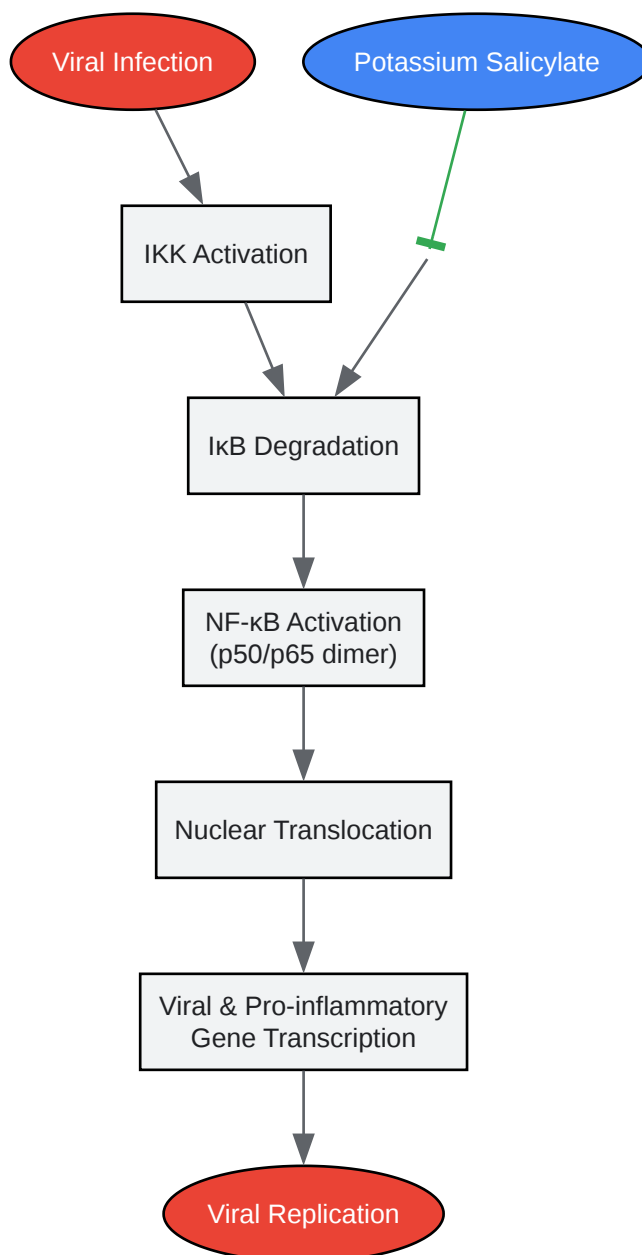 Viral Infection
Potassium Salicylate
IKK Activation
IκB Degradation
NF-κB Activation
(p50/p65 dimer)
Nuclear Translocation
Viral & Pro-inflammatory
Gene Transcription
Viral Replication